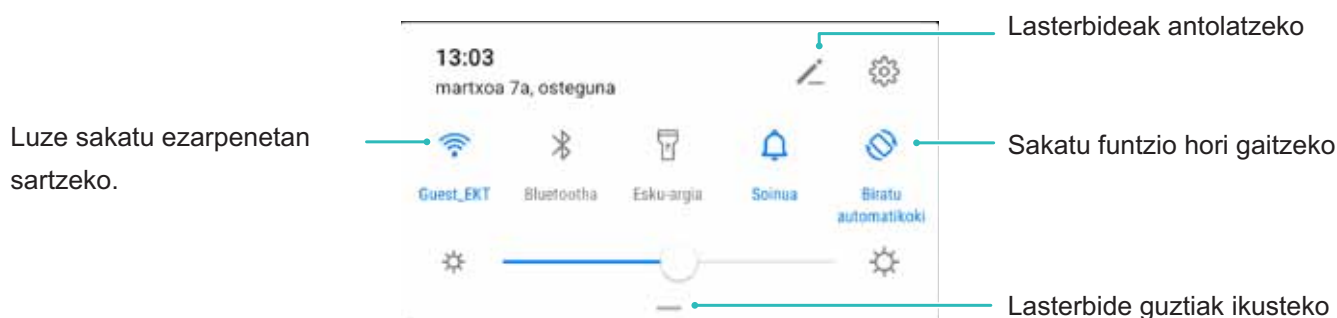 Lasterbideak antolatzeko
13:03
martxoa 7a, osteguna
Luze sakatu ezarpenetan
sartzeko.
Sakatu funtzio hori gaitzeko
Guest_EKT
Bluetootha
Esku-argia
Soinua
Biratu
automatikoki
Lasterbide guztiak ikusteko